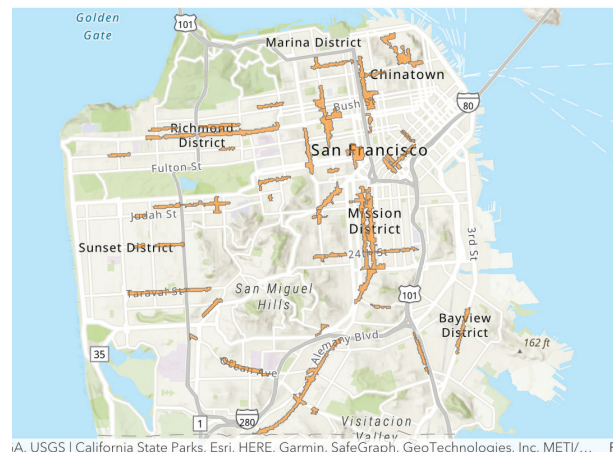 Golden
Gate
101
Marina District
Chinatown
80
Bush
Richmond
District
San Francisco
Fulton St
Judah St
Mission
District
3rd St
Sunset District
24th St
San Miguel
Hills
Taraval St
101
Bayview
District
162 ft
35
Alemany Blvd
Ocean Ave
1
280
Visitacion
Valley
A, USGS | California State Parks, Esri, HERE, Garmin, SafeGraph, GeoTechnologies, Inc, METI/...